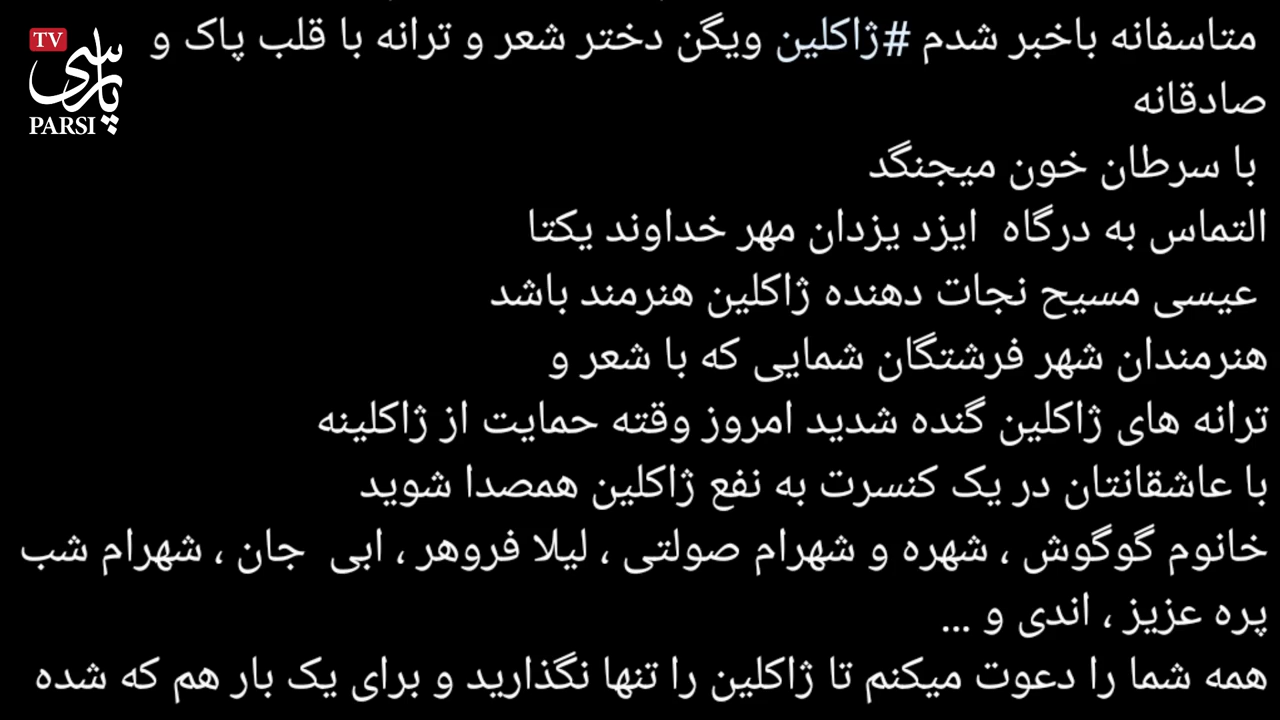 متاسفانه باخبر شدم #ژاکلین ویگن دختر شعر و ترانه با قلب پاک و
صادقانه
با سرطان خون میجنگد
التماس به درگاه ایزد یزدان مهر خداوند یکتا
عیسی مسیح نجات دهنده ژاکلین هنرمند باشد
هنرمندان شهر فرشتگان شمایی که با شعر و
ترانه های ژاکلین گنده شدید امروز وقته حمایت از ژاکلینه
با عاشقانتان در یک کنسرت به نفع ژاکلین همصدا شوید
خانوم گوگوش ، شهره و شهرام صولتی ، لیلا فروهر ، ابی جان ، شهرام شب
پره عزیز ، اندی و ...
همه شما را دعوت میکنم تا ژاکلین را تنها نگذارید و برای یک بار هم که شده
TV
پارسی
PARSI